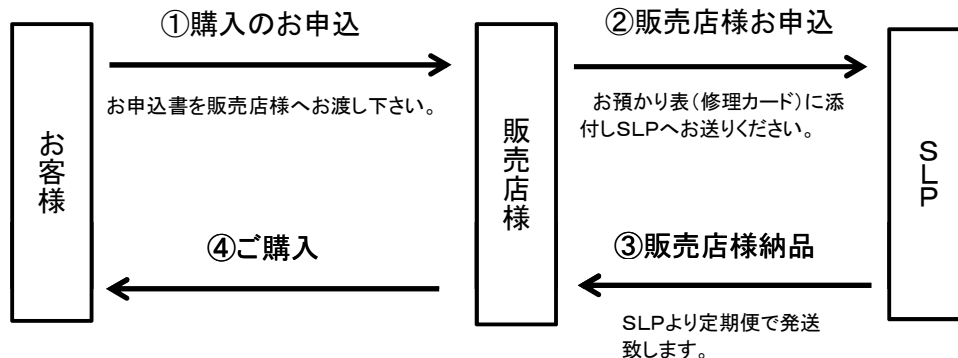 ①購入のお申込
お申込書を販売店様へお渡し下さい。
②販売店様お申込
お預かり表(修理カード)に添
付しSLPへお送りください。
お客様
販売店様
SLP
④ご購入
③販売店様納品
SLPより定期便で発送
致します。